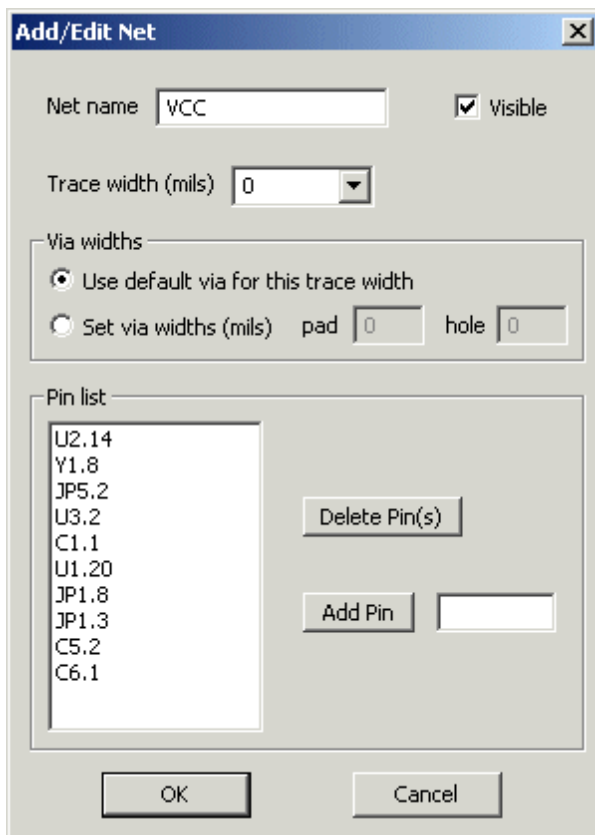 Add/Edit Net
Net name VCC Visible
Trace width (mils) 0
Via widths
Use default via for this trace width
Set via widths (mils) pad 0 hole 0
Pin list
U2.14
Y1.8
JP5.2
U3.2
C1.1
U1.20
JP1.8
JP1.3
C5.2
C6.1
Delete Pin(s)
Add Pin
OK Cancel